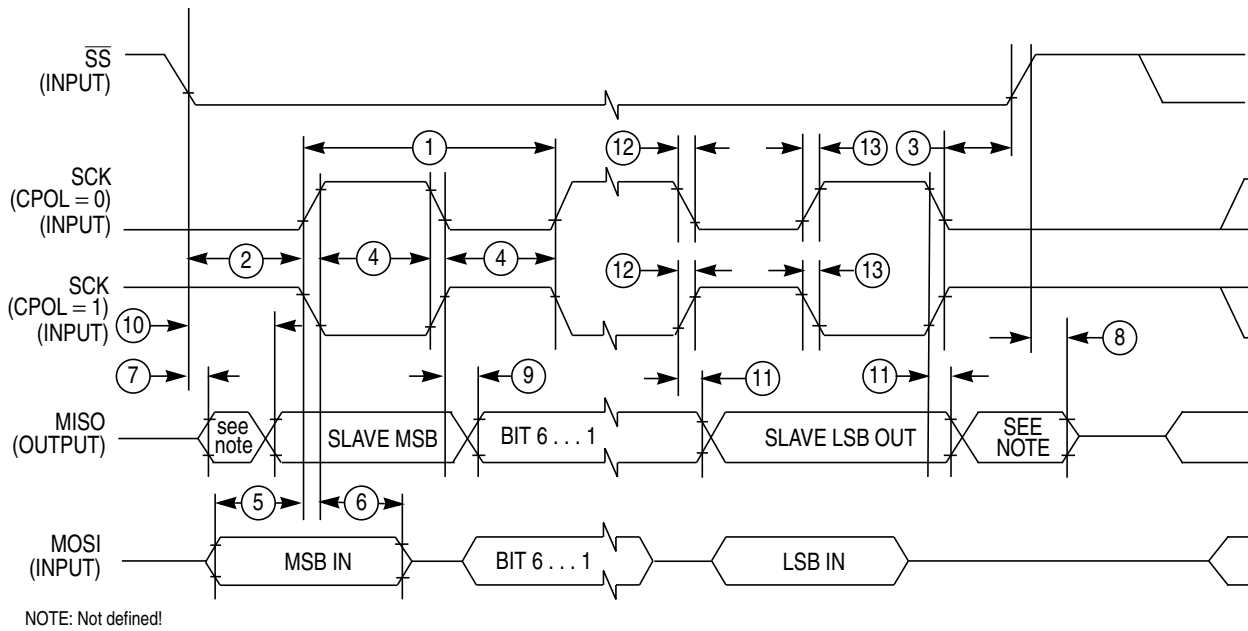 SS
(INPUT)
1
12
13
3
SCK
(CPOL = 0)
(INPUT)
2
4
4
12
13
SCK
(CPOL = 1)
(INPUT)
10
7
9
11
11
8
MISO
(OUTPUT)
see
note
SLAVE MSB
BIT 6 . . . 1
SLAVE LSB OUT
SEE
NOTE
5
6
MOSI
(INPUT)
MSB IN
BIT 6 . . . 1
LSB IN
NOTE: Not defined!